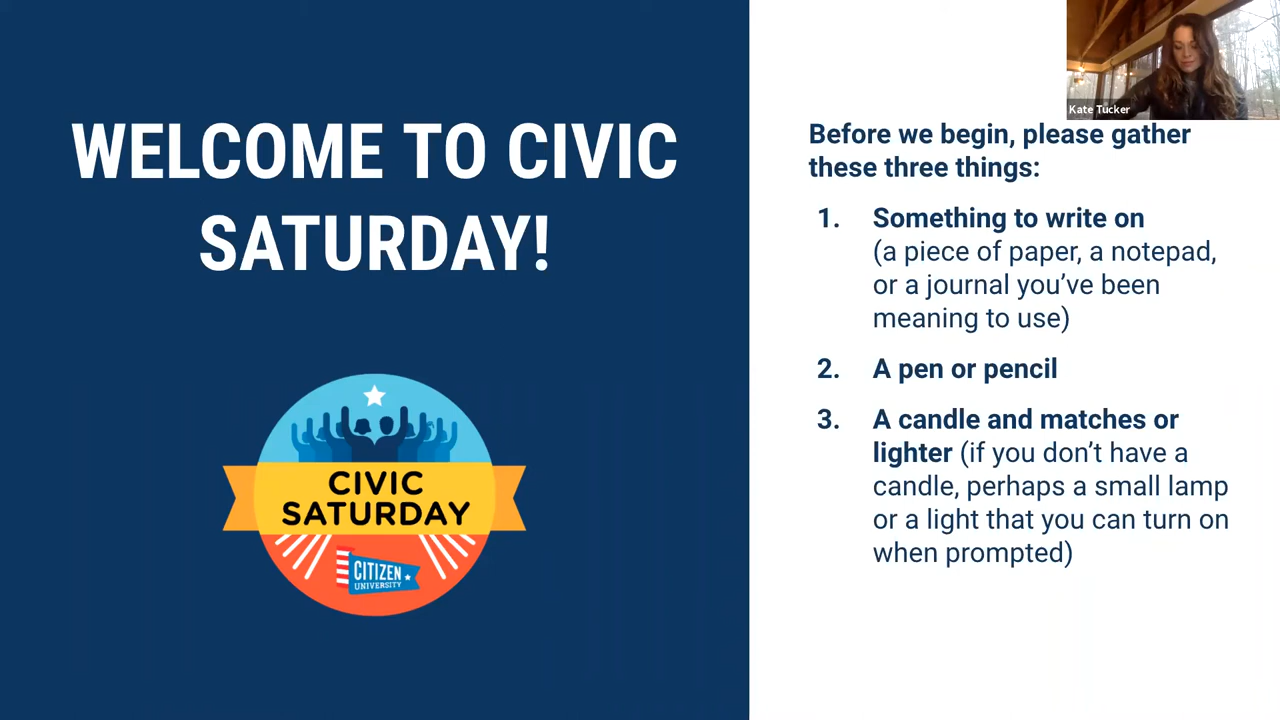 WELCOME TO CIVIC
SATURDAY!
CIVIC
SATURDAY
CITIZEN
UNIVERSITY
Kate Tucker
Before we begin, please gather
these three things:
1. Something to write on
(a piece of paper, a notepad,
or a journal you’ve been
meaning to use)
2. A pen or pencil
3. A candle and matches or
lighter (if you don’t have a
candle, perhaps a small lamp
or a light that you can turn on
when prompted)